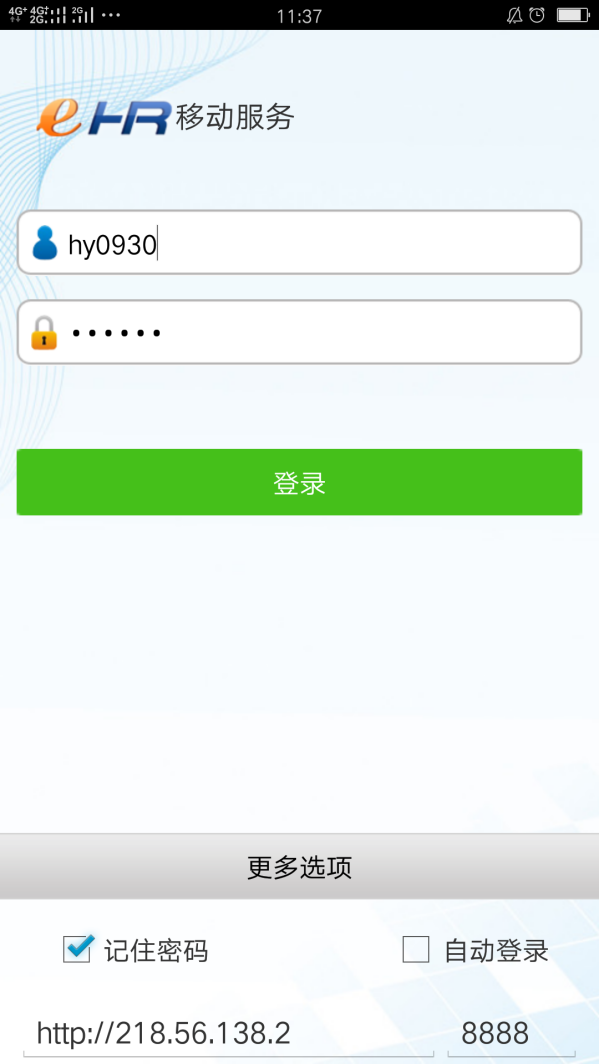 4G+ 4G+ 2G 2G ... 11:37
eHR移动服务
hy0930
••••••
登录
更多选项
记住密码 自动登录
http://218.56.138.2 8888